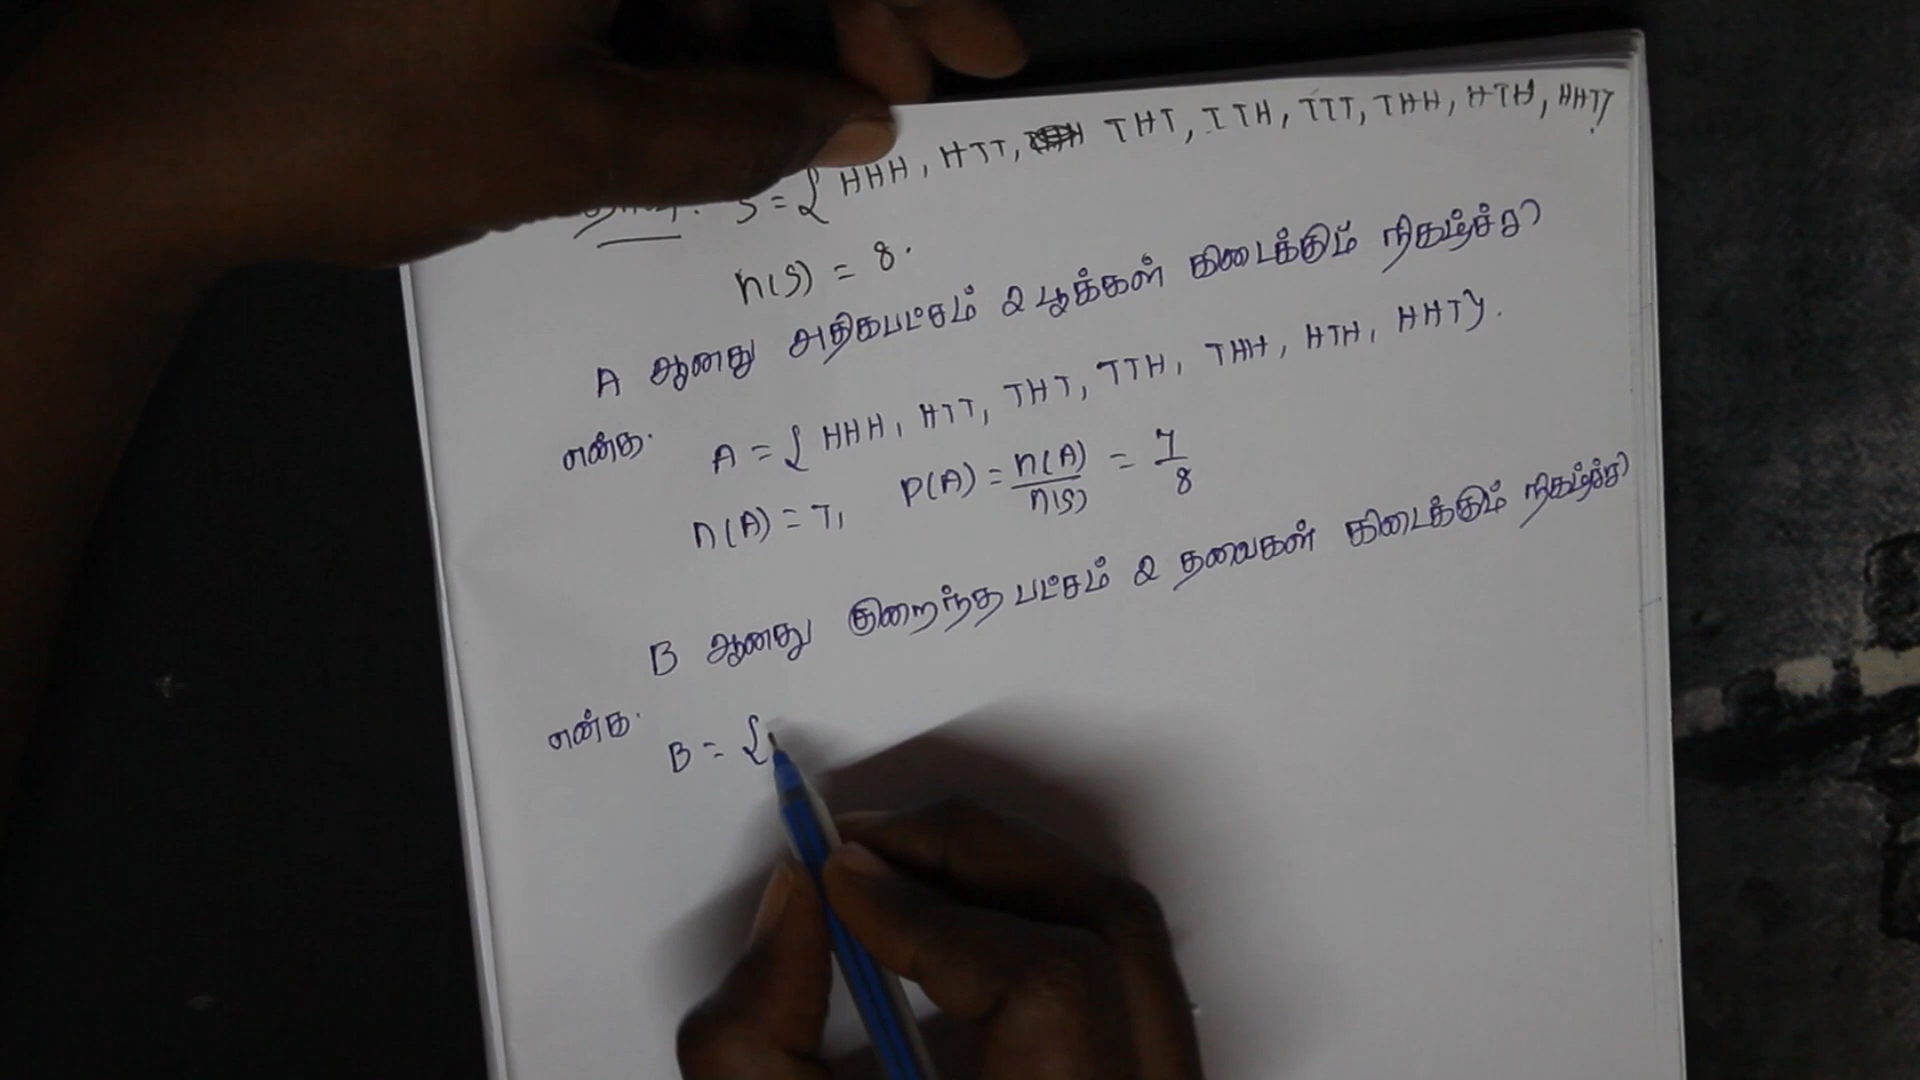 S = { HHH, HTT, THT, TTH, TTT, THH, HTH, HHT}
n(S) = 8.
A ஆனது அதிகபட்சம் 2 பூக்கள் கிடைக்கும் நிகழ்ச்சி
என்க. A = { HHH, HTT, THT, TTH, THH, HTH, HHT}.
n(A) = 7, P(A) = n(A)/n(S) = 7/8
B ஆனது குறைந்த பட்சம் 2 தலைகள் கிடைக்கும் நிகழ்ச்சி
என்க. B = {